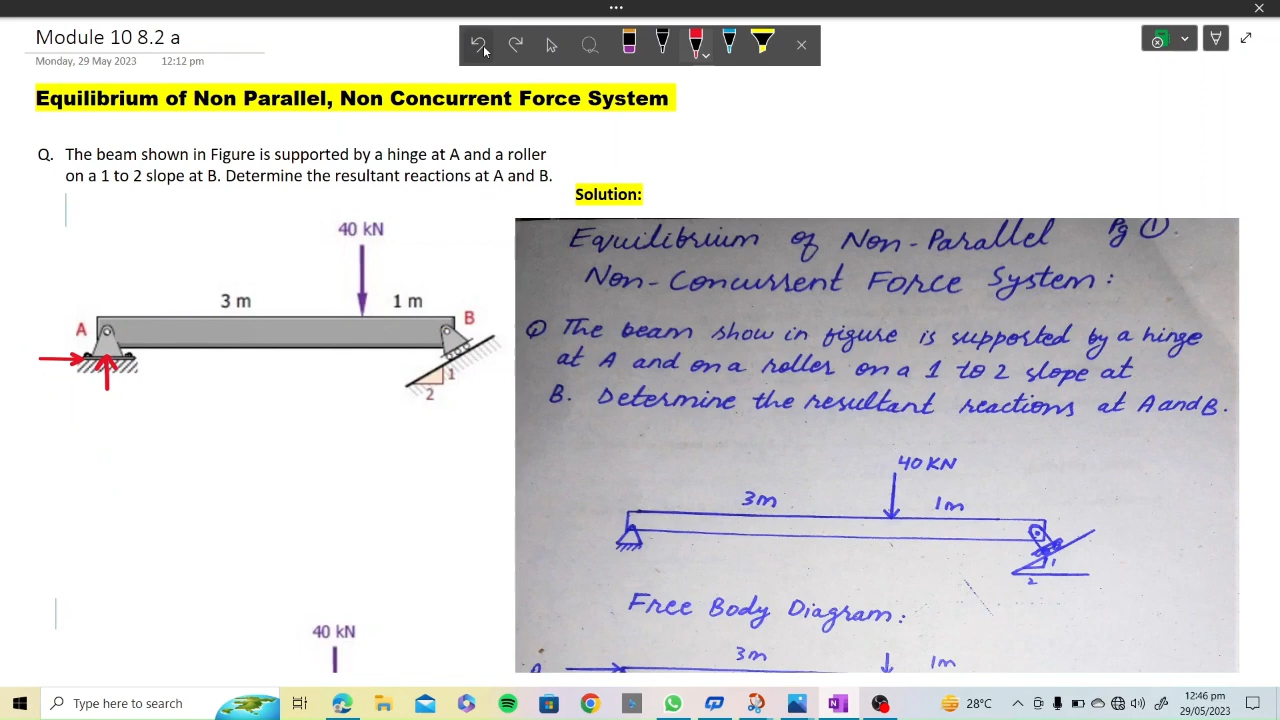 Module 10 8.2 a
Monday, 29 May 2023 12:12 pm
Equilibrium of Non Parallel, Non Concurrent Force System
Q. The beam shown in Figure is supported by a hinge at A and a roller
on a 1 to 2 slope at B. Determine the resultant reactions at A and B.
Solution:
40 kN
3 m
1 m
A
B
1
2
40 kN
Equilibrium of Non-Parallel Pg ①.
Non-Concurrent Force System:
Q The beam show in figure is supported by a hinge
at A and on a roller on a 1 to 2 slope at
B. Determine the resultant reactions at A and B.
40 KN
3m
1m
1
2
Free Body Diagram:
3m
1m
Type here to search
28°C
12:46 pm
29/05/2023